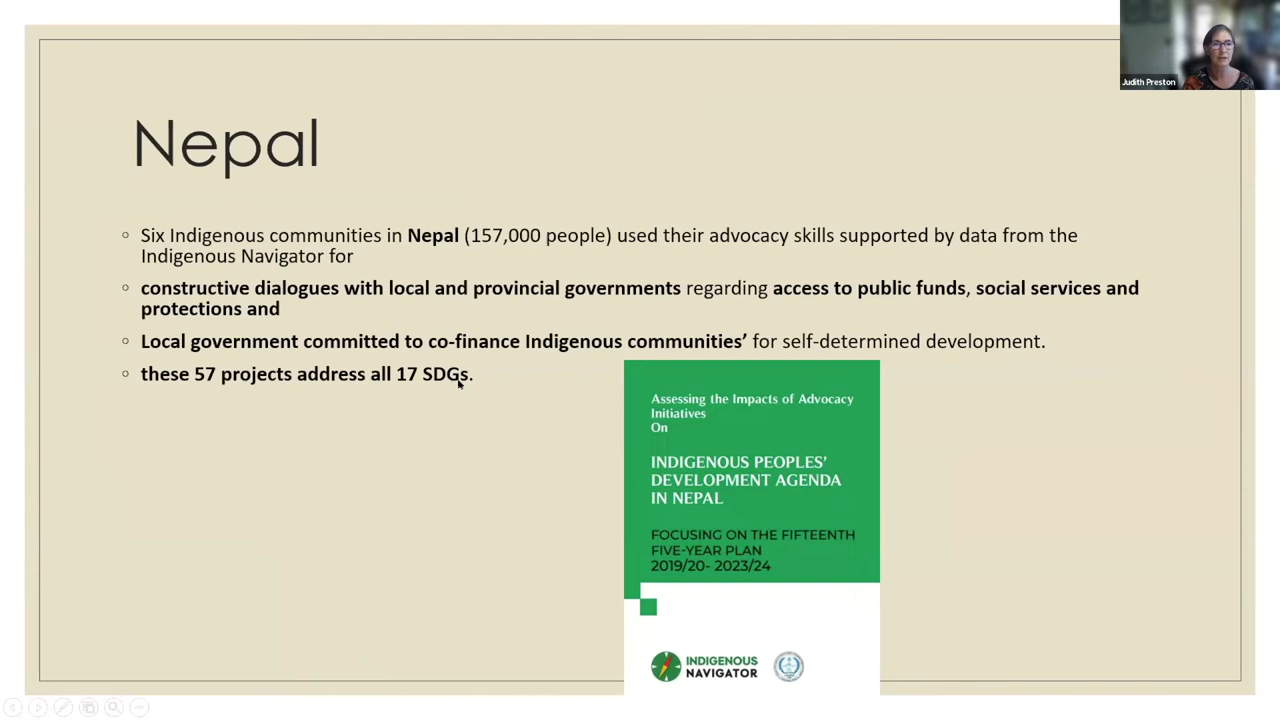 Judith Preston
Nepal
Six Indigenous communities in Nepal (157,000 people) used their advocacy skills supported by data from the
Indigenous Navigator for
constructive dialogues with local and provincial governments regarding access to public funds, social services and
protections and
Local government committed to co-finance Indigenous communities’ for self-determined development.
these 57 projects address all 17 SDGs.
Assessing the Impacts of Advocacy
Initiatives
On
INDIGENOUS PEOPLES’
DEVELOPMENT AGENDA
IN NEPAL
FOCUSING ON THE FIFTEENTH
FIVE-YEAR PLAN
2019/20- 2023/24
INDIGENOUS
NAVIGATOR